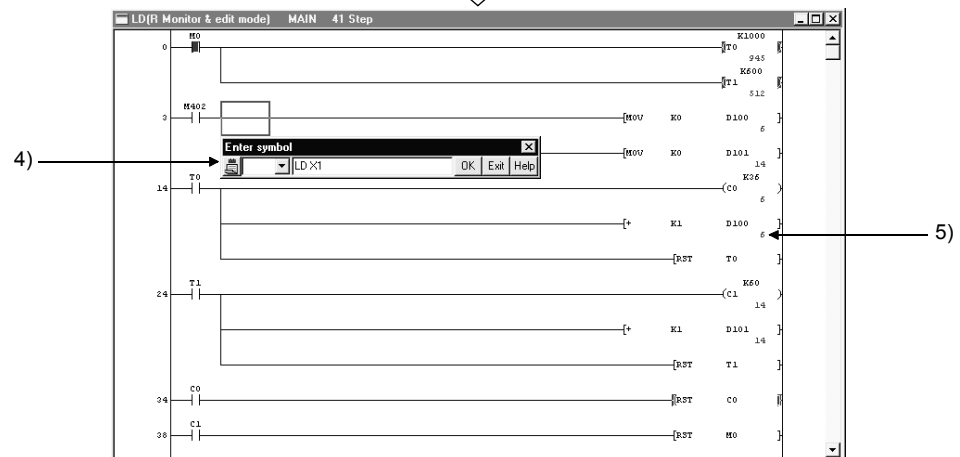 LD(R Monitor & edit mode) MAIN 41 Step
M0 K1000
0 T0
945
K600
T1
512
M402
3 [MOV K0 D100 ]
6
Enter symbol
4) LD X1 OK Exit Help
[MOV K0 D101 ]
14
T0 K36
14 (C0 )
6
[+ K1 D100 ]
6 5)
[RST T0 ]
T1 K60
24 (C1 )
14
[+ K1 D101 ]
14
[RST T1 ]
C0
34 [RST C0 ]
C1
38 [RST M0 ]